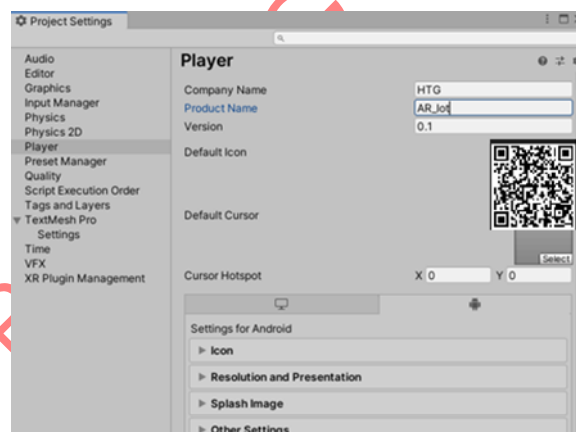 Project Settings
Audio
Editor
Graphics
Input Manager
Physics
Physics 2D
Player
Preset Manager
Quality
Script Execution Order
Tags and Layers
TextMesh Pro
Settings
Time
VFX
XR Plugin Management
Player
Company Name HTG
Product Name AR_Iot
Version 0.1
Default Icon
Default Cursor
Select
Cursor Hotspot X 0 Y 0
Settings for Android
Icon
Resolution and Presentation
Splash Image
Other Settings